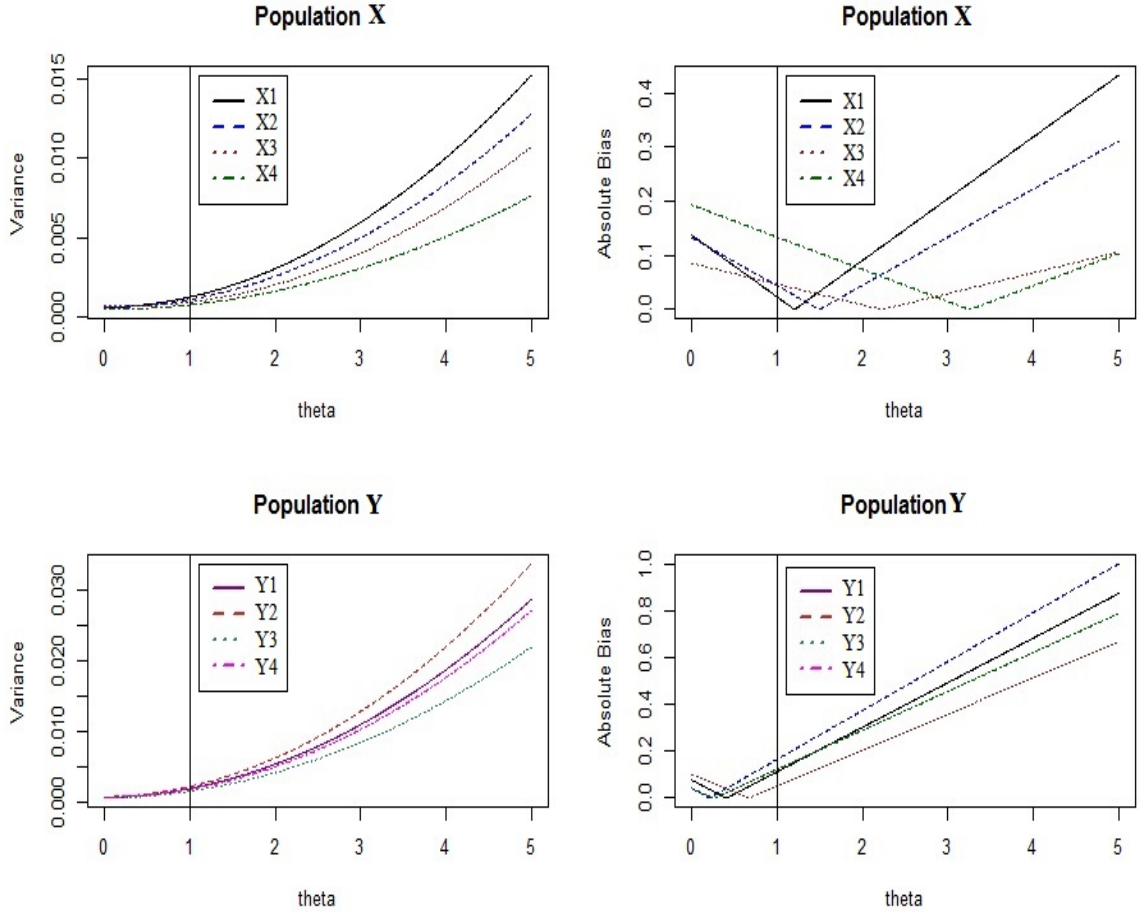 Population X
Variance
0.000 0.005 0.010 0.015
X1
X2
X3
X4
0 1 2 3 4 5
theta
Population X
Absolute Bias
0.0 0.1 0.2 0.3 0.4
X1
X2
X3
X4
0 1 2 3 4 5
theta
Population Y
Variance
0.000 0.010 0.020 0.030
Y1
Y2
Y3
Y4
0 1 2 3 4 5
theta
Population Y
Absolute Bias
0.0 0.2 0.4 0.6 0.8 1.0
Y1
Y2
Y3
Y4
0 1 2 3 4 5
theta